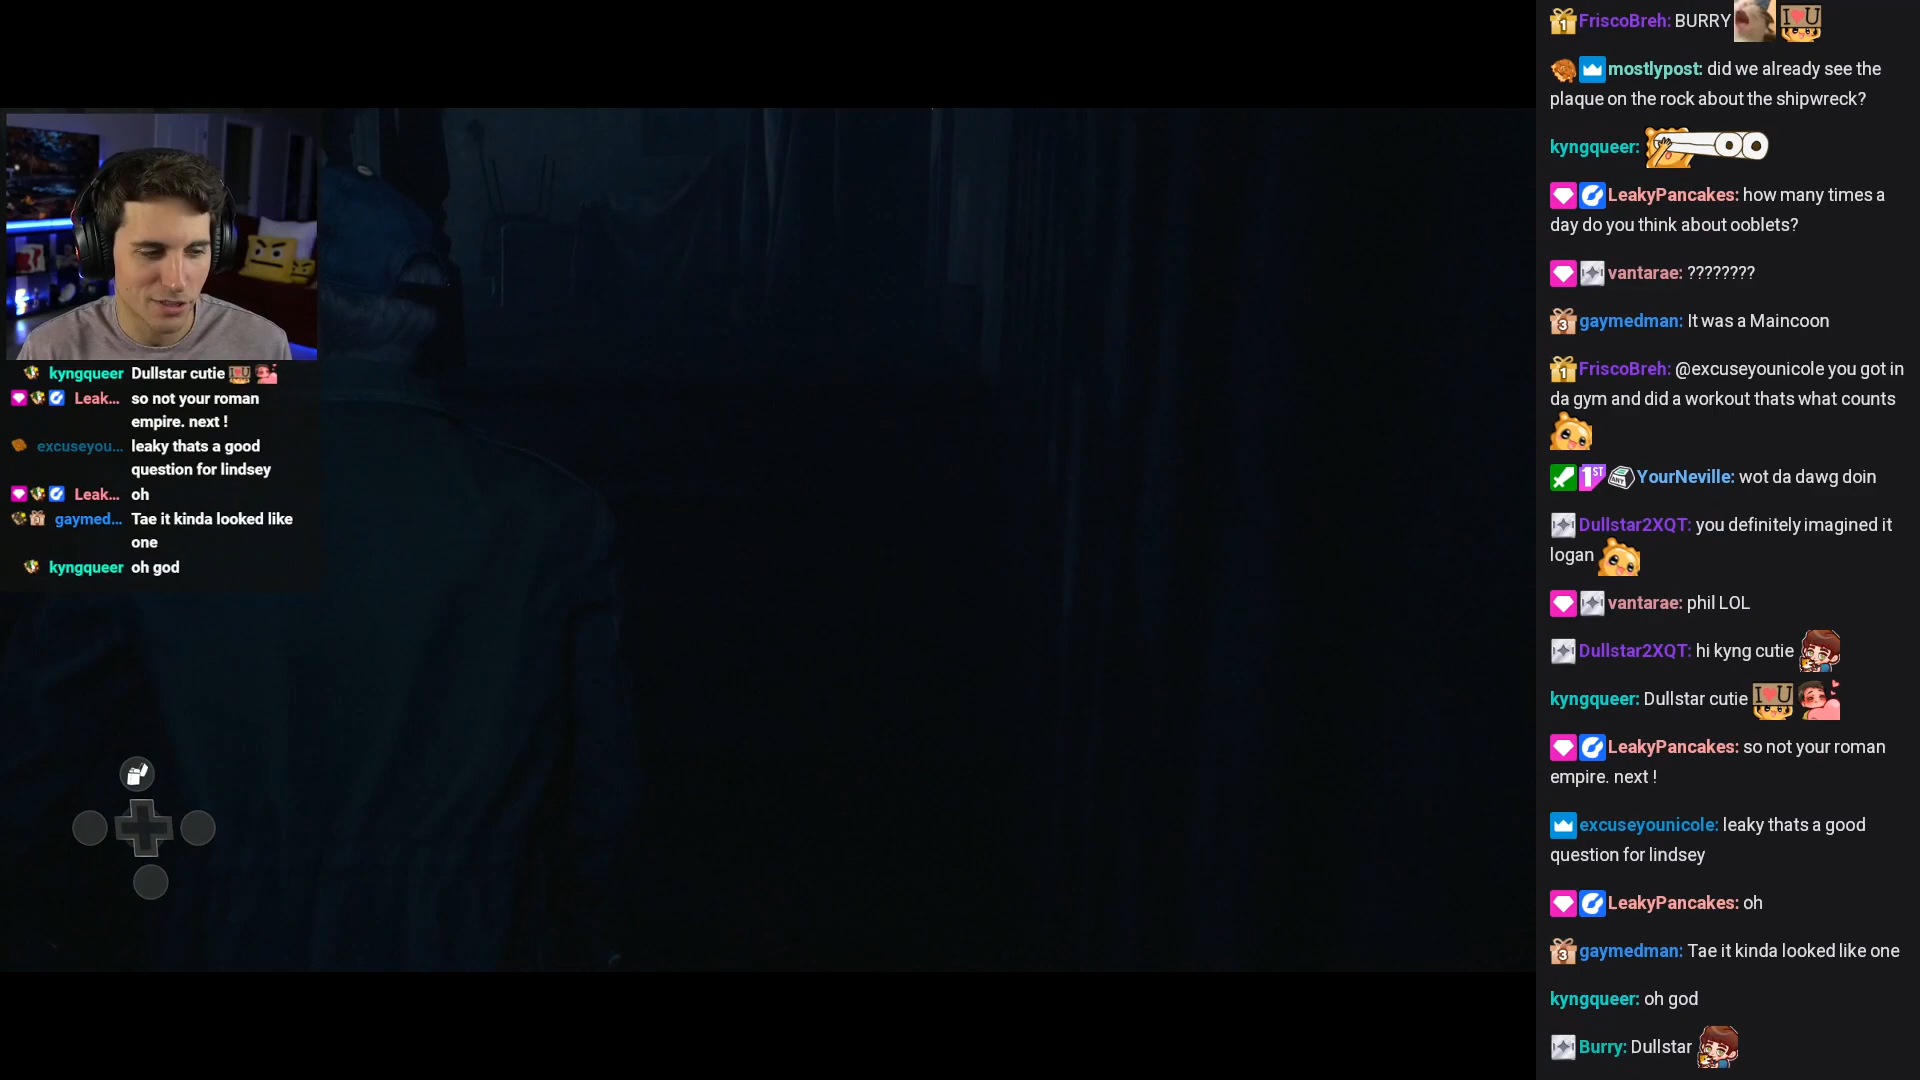 kyngqueer Dullstar cutie I U
Leak... so not your roman
empire. next !
excuseyou... leaky thats a good
question for lindsey
Leak... oh
gaymed... Tae it kinda looked like
one
kyngqueer oh god
1 FriscoBreh: BURRY I U
mostlypost: did we already see the
plaque on the rock about the shipwreck?
kyngqueer:
LeakyPancakes: how many times a
day do you think about ooblets?
vantarae: ????????
3 gaymedman: It was a Maincoon
1 FriscoBreh: @excuseyounicole you got in
da gym and did a workout thats what counts
1ST ANY YourNeville: wot da dawg doin
Dullstar2XQT: you definitely imagined it
logan
vantarae: phil LOL
Dullstar2XQT: hi kyng cutie
kyngqueer: Dullstar cutie I U
LeakyPancakes: so not your roman
empire. next !
excuseyounicole: leaky thats a good
question for lindsey
LeakyPancakes: oh
3 gaymedman: Tae it kinda looked like one
kyngqueer: oh god
Burry: Dullstar